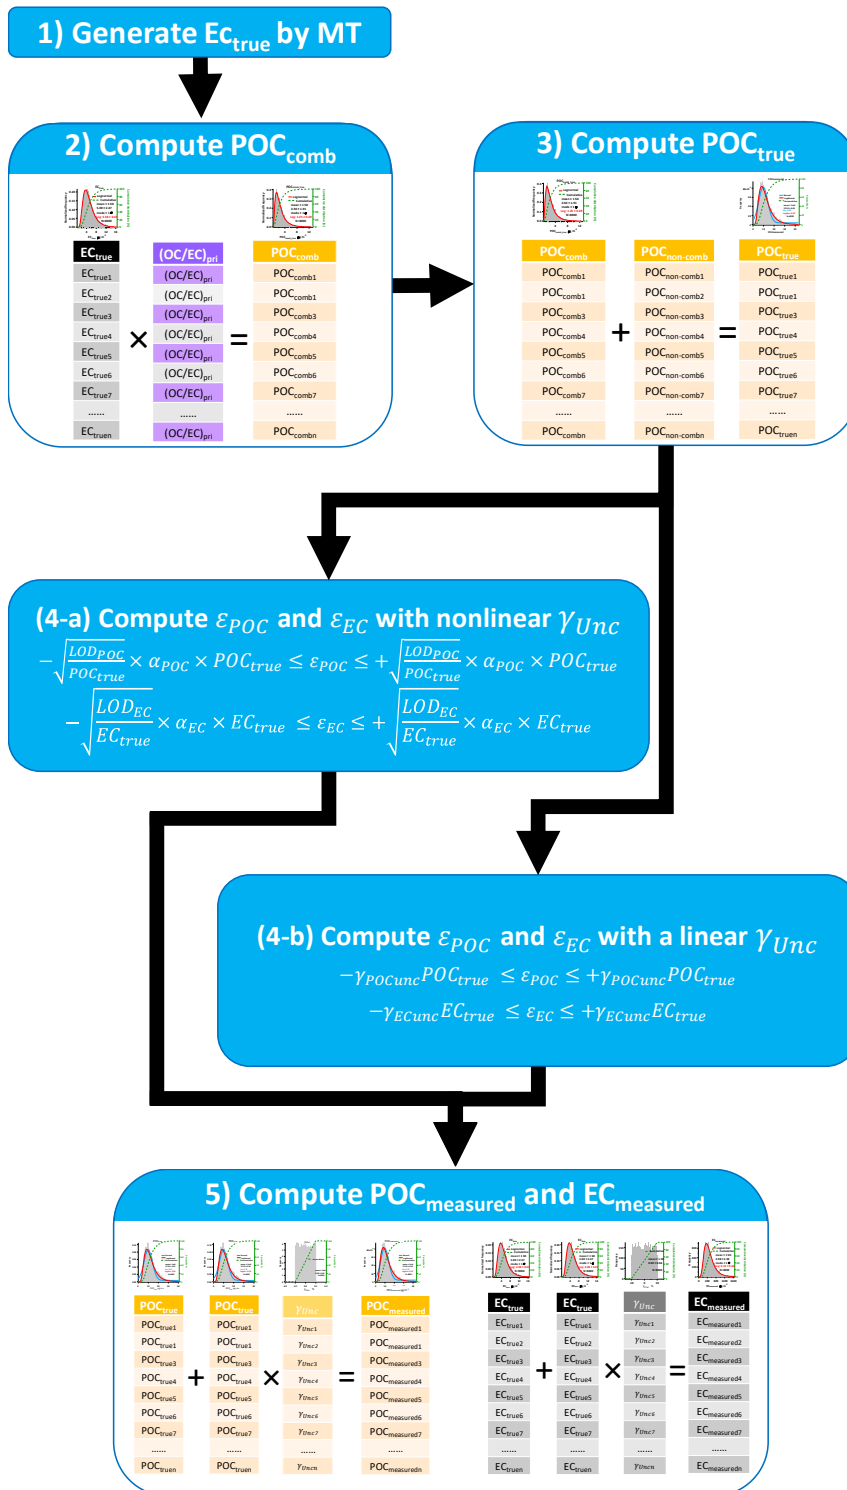 1) Generate Ec_true by MT
2) Compute POC_comb
EC_true × (OC/EC)_pri = POC_comb
EC_true1 (OC/EC)_pri POC_comb1
EC_true2 (OC/EC)_pri POC_comb1
EC_true3 (OC/EC)_pri POC_comb3
EC_true4 (OC/EC)_pri POC_comb4
EC_true5 (OC/EC)_pri POC_comb5
EC_true6 (OC/EC)_pri POC_comb6
EC_true7 (OC/EC)_pri POC_comb7
...... ...... ......
EC_truen (OC/EC)_pri POC_combn
3) Compute POC_true
POC_comb + POC_non-comb = POC_true
POC_comb1 POC_non-comb1 POC_true1
POC_comb1 POC_non-comb2 POC_true1
POC_comb3 POC_non-comb3 POC_true3
POC_comb4 POC_non-comb4 POC_true4
POC_comb5 POC_non-comb5 POC_true5
POC_comb6 POC_non-comb6 POC_true6
POC_comb7 POC_non-comb7 POC_true7
...... ...... ......
POC_combn POC_non-combn POC_truen
(4-a) Compute ε_POC and ε_EC with nonlinear γ_Unc
−√(LOD_POC/POC_true) × α_POC × POC_true ≤ ε_POC ≤ +√(LOD_POC/POC_true) × α_POC × POC_true
−√(LOD_EC/EC_true) × α_EC × EC_true ≤ ε_EC ≤ +√(LOD_EC/EC_true) × α_EC × EC_true
(4-b) Compute ε_POC and ε_EC with a linear γ_Unc
−γ_POCunc POC_true ≤ ε_POC ≤ +γ_POCunc POC_true
−γ_ECunc EC_true ≤ ε_EC ≤ +γ_ECunc EC_true
5) Compute POC_measured and EC_measured
POC_true + POC_true × γ_Unc = POC_measured
POC_true1 POC_true1 γ_Unc1 POC_measured1
POC_true1 POC_true1 γ_Unc2 POC_measured1
POC_true3 POC_true3 γ_Unc3 POC_measured3
POC_true4 POC_true4 γ_Unc4 POC_measured4
POC_true5 POC_true5 γ_Unc5 POC_measured5
POC_true6 POC_true6 γ_Unc6 POC_measured6
POC_true7 POC_true7 γ_Unc7 POC_measured7
...... ...... ...... ......
POC_truen POC_truen γ_Uncn POC_measuredn
EC_true + EC_true × γ_Unc = EC_measured
EC_true1 EC_true1 γ_Unc1 EC_measured1
EC_true2 EC_true2 γ_Unc2 EC_measured2
EC_true3 EC_true3 γ_Unc3 EC_measured3
EC_true4 EC_true4 γ_Unc4 EC_measured4
EC_true5 EC_true5 γ_Unc5 EC_measured5
EC_true6 EC_true6 γ_Unc6 EC_measured6
EC_true7 EC_true7 γ_Unc7 EC_measured7
...... ...... ...... ......
EC_truen EC_truen γ_Uncn EC_measuredn